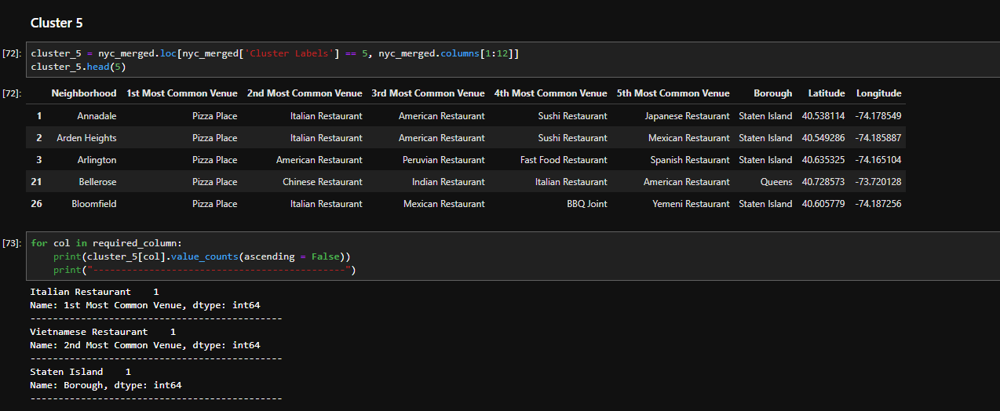 Cluster 5
[72]: cluster_5 = nyc_merged.loc[nyc_merged['Cluster Labels'] == 5, nyc_merged.columns[1:12]]
cluster_5.head(5)
[72]: Neighborhood 1st Most Common Venue 2nd Most Common Venue 3rd Most Common Venue 4th Most Common Venue 5th Most Common Venue Borough Latitude Longitude
1 Annadale Pizza Place Italian Restaurant American Restaurant Sushi Restaurant Japanese Restaurant Staten Island 40.538114 -74.178549
2 Arden Heights Pizza Place Italian Restaurant American Restaurant Sushi Restaurant Mexican Restaurant Staten Island 40.549286 -74.185887
3 Arlington Pizza Place American Restaurant Peruvian Restaurant Fast Food Restaurant Spanish Restaurant Staten Island 40.635325 -74.165104
21 Bellerose Pizza Place Chinese Restaurant Indian Restaurant Italian Restaurant American Restaurant Queens 40.728573 -73.720128
26 Bloomfield Pizza Place Italian Restaurant Mexican Restaurant BBQ Joint Yemeni Restaurant Staten Island 40.605779 -74.187256
[73]: for col in required_column:
    print(cluster_5[col].value_counts(ascending = False))
    print("---------------------------------------------")
Italian Restaurant    1
Name: 1st Most Common Venue, dtype: int64
---------------------------------------------
Vietnamese Restaurant    1
Name: 2nd Most Common Venue, dtype: int64
---------------------------------------------
Staten Island    1
Name: Borough, dtype: int64
---------------------------------------------